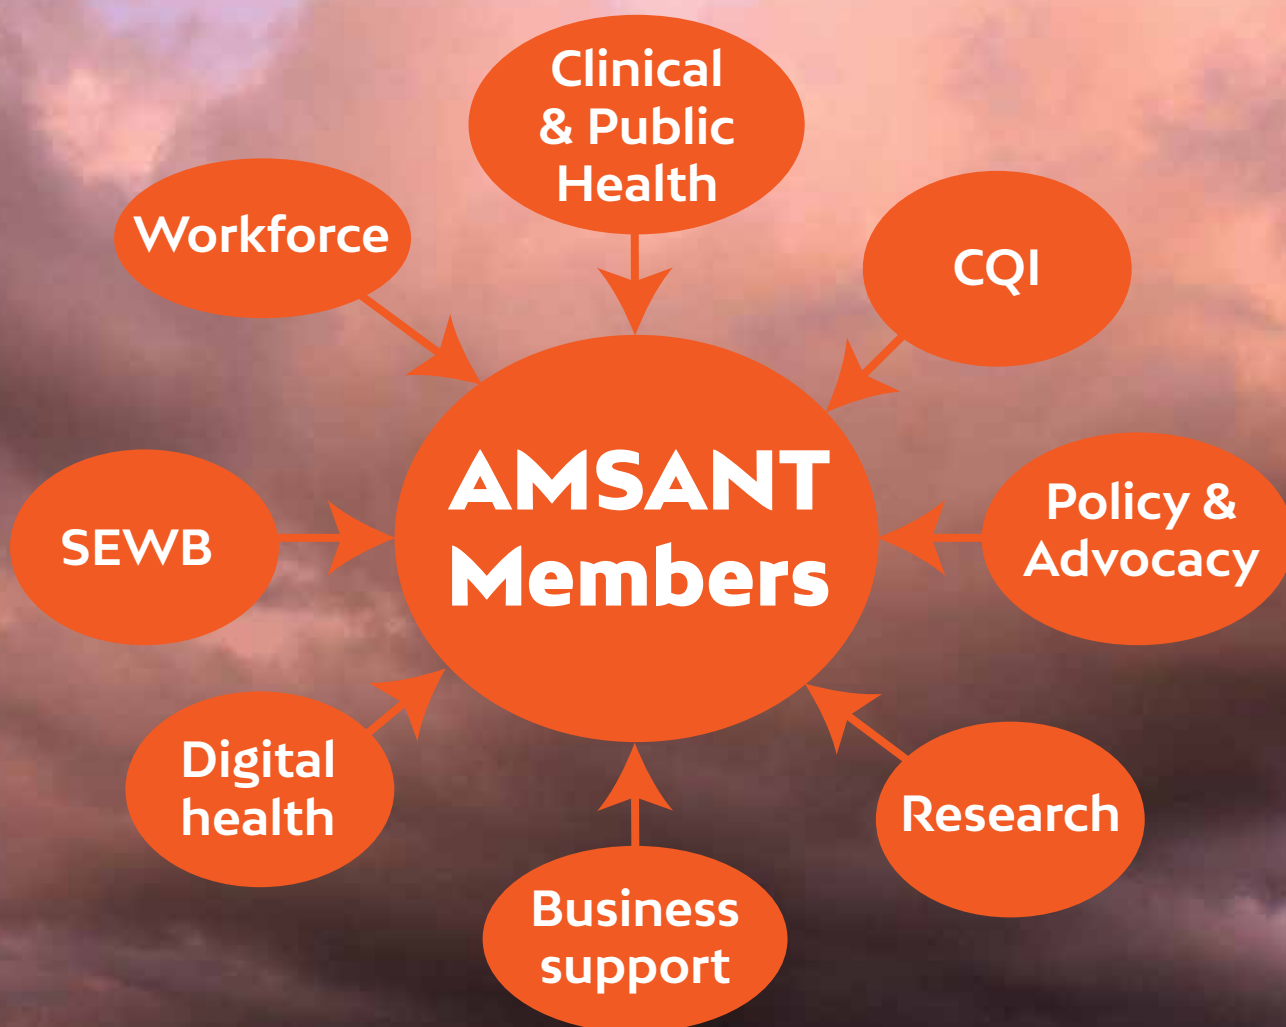 Clinical
& Public
Health
Workforce
CQI
AMSANT
Members
Policy &
Advocacy
SEWB
Digital
health
Research
Business
support